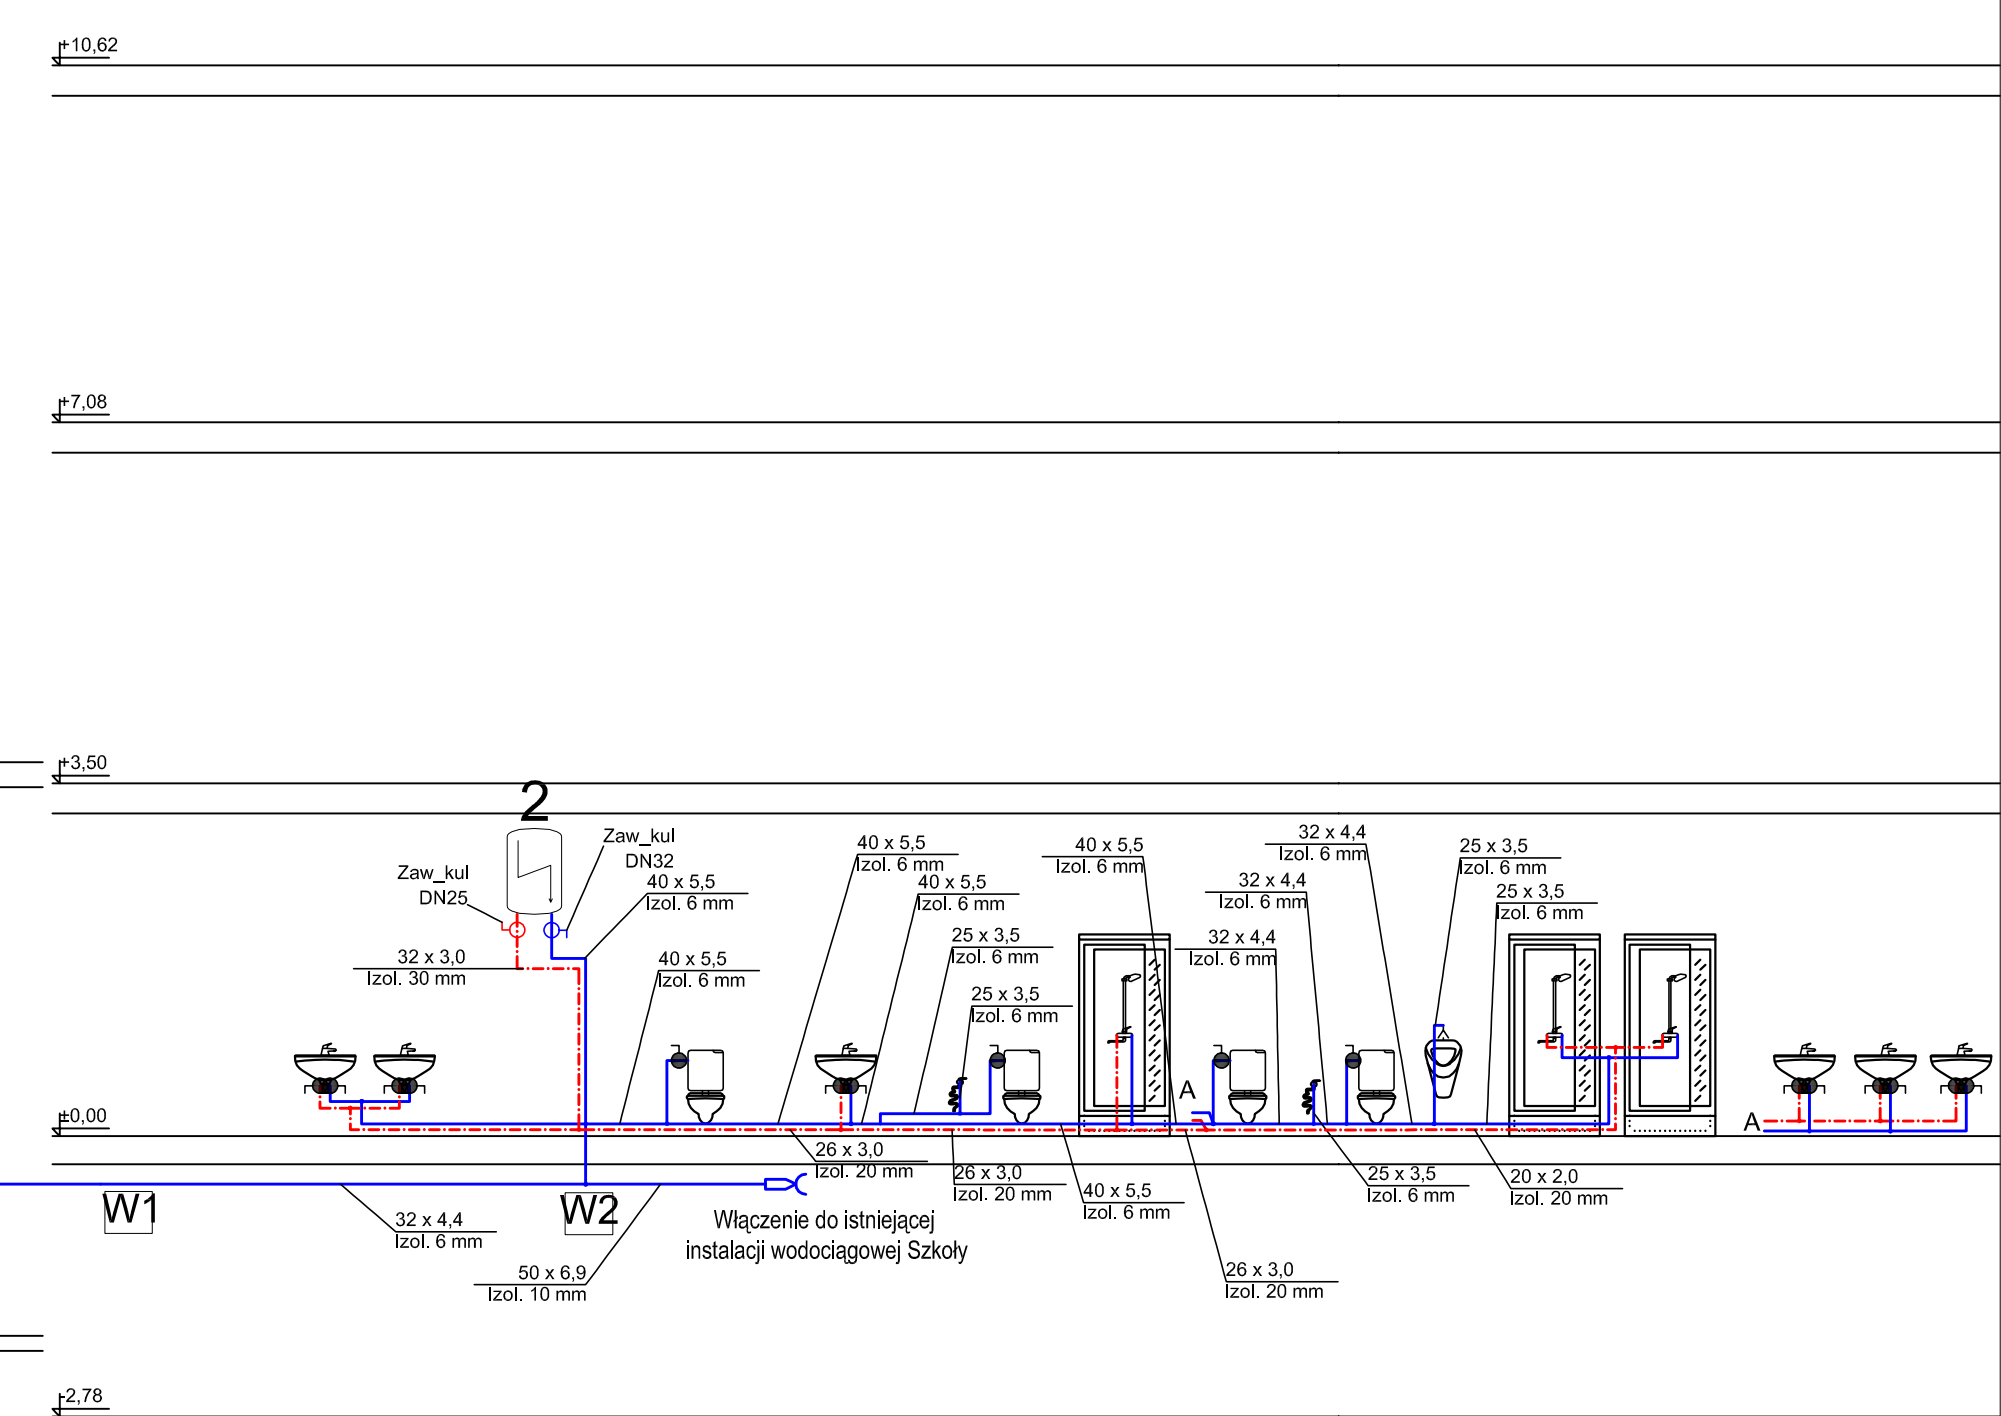 +10,62
+7,08
+3,50
2
Zaw_kul
DN32
Zaw_kul
DN25
40 x 5,5
Izol. 6 mm
32 x 3,0
Izol. 30 mm
40 x 5,5
Izol. 6 mm
40 x 5,5
Izol. 6 mm
40 x 5,5
Izol. 6 mm
25 x 3,5
Izol. 6 mm
25 x 3,5
Izol. 6 mm
40 x 5,5
Izol. 6 mm
32 x 4,4
Izol. 6 mm
32 x 4,4
Izol. 6 mm
32 x 4,4
Izol. 6 mm
25 x 3,5
Izol. 6 mm
25 x 3,5
Izol. 6 mm
A
A
±0,00
26 x 3,0
Izol. 20 mm
26 x 3,0
Izol. 20 mm
40 x 5,5
Izol. 6 mm
25 x 3,5
Izol. 6 mm
20 x 2,0
Izol. 20 mm
W1
32 x 4,4
Izol. 6 mm
W2
Włączenie do istniejącej
instalacji wodociągowej Szkoły
50 x 6,9
Izol. 10 mm
26 x 3,0
Izol. 20 mm
-2,78